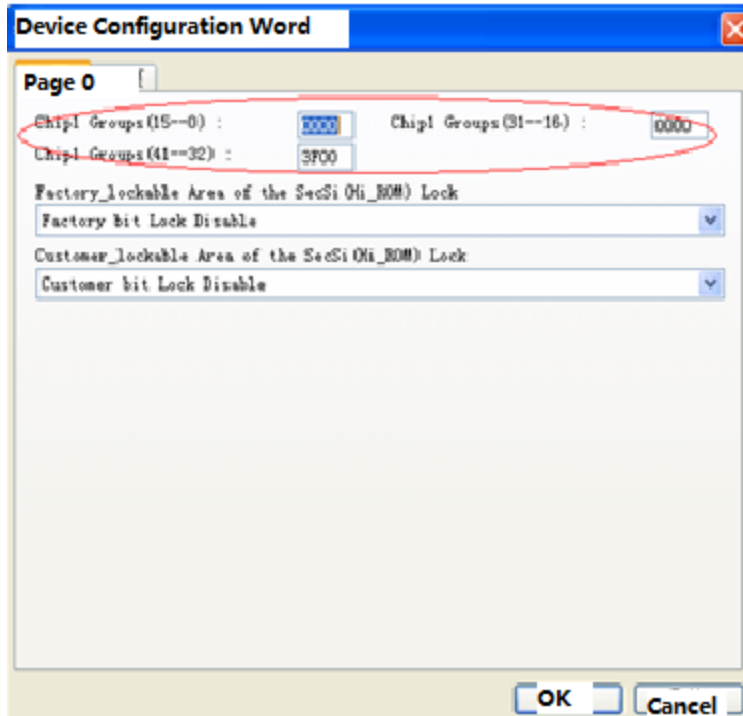 Device Configuration Word
Page 0
Chip1 Groups(15--0) : 0000 Chip1 Groups(31--16) : 0000
Chip1 Groups(41--32) : 3F00
Factory_lockable Area of the SecSi(Hi_ROM) Lock
Factory bit Lock Disable
Customer_lockable Area of the SecSi(Hi_ROM) Lock
Customer bit Lock Disable
OK Cancel